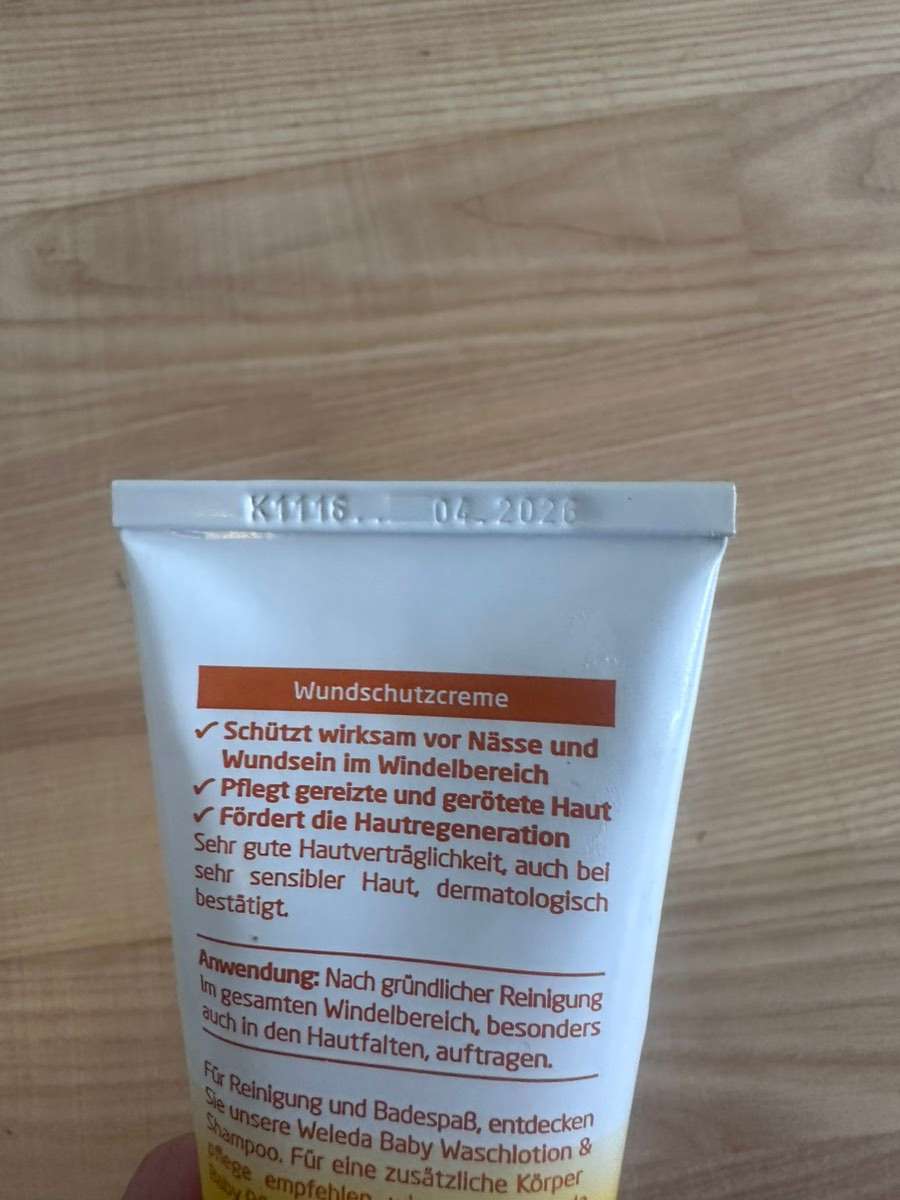 K1116.. 04.2026
Wundschutzcreme
✓ Schützt wirksam vor Nässe und
Wundsein im Windelbereich
✓ Pflegt gereizte und gerötete Haut
✓ Fördert die Hautregeneration
Sehr gute Hautverträglichkeit, auch bei
sehr sensibler Haut, dermatologisch
bestätigt.
Anwendung: Nach gründlicher Reinigung
im gesamten Windelbereich, besonders
auch in den Hautfalten, auftragen.
Für Reinigung und Badespaß, entdecken
Sie unsere Weleda Baby Waschlotion &
Shampoo. Für eine zusätzliche Körper
pflege empfehlen
Baby